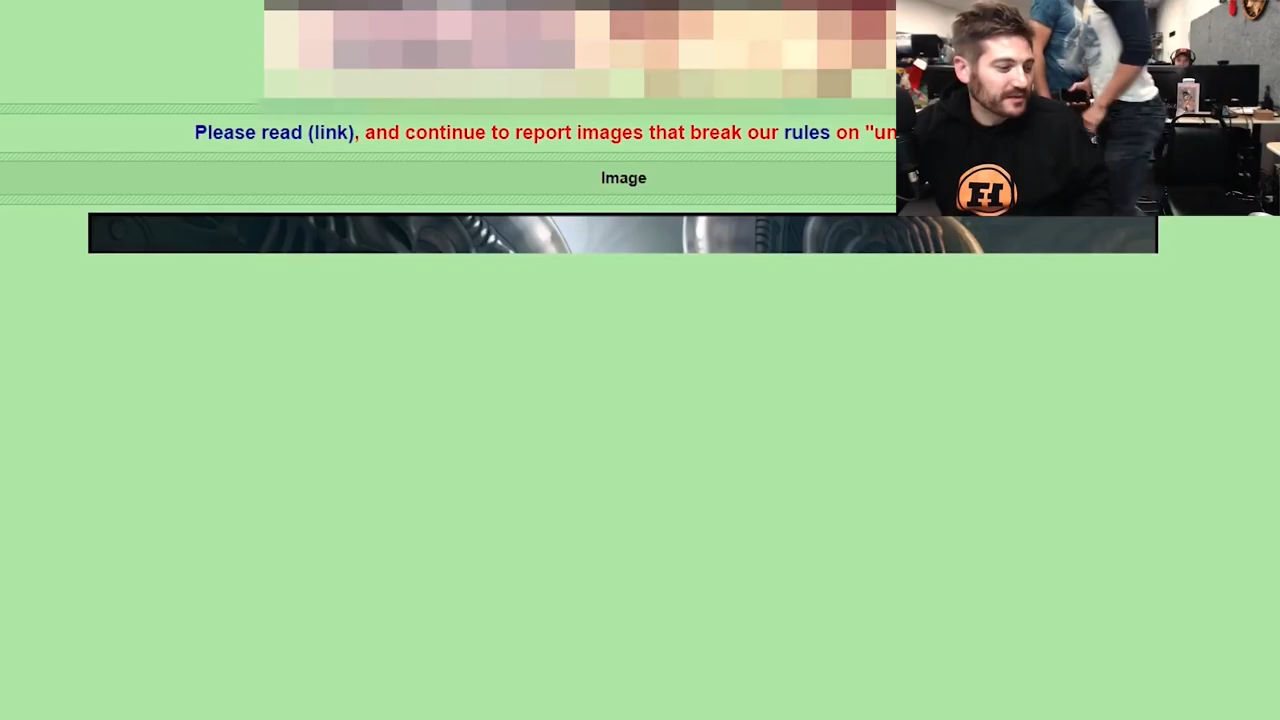 Please read (link), and continue to report images that break our rules on "un
Image